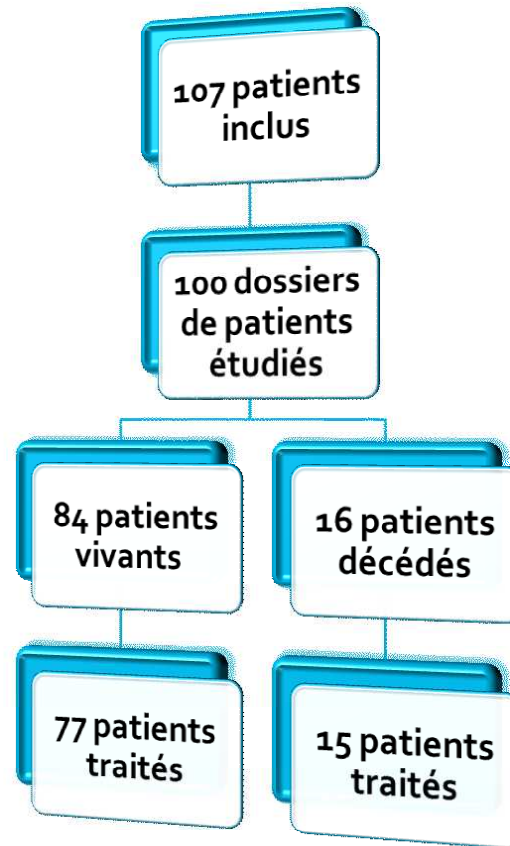 107 patients
inclus
100 dossiers
de patients
étudiés
84 patients
vivants
16 patients
décédés
77 patients
traités
15 patients
traités